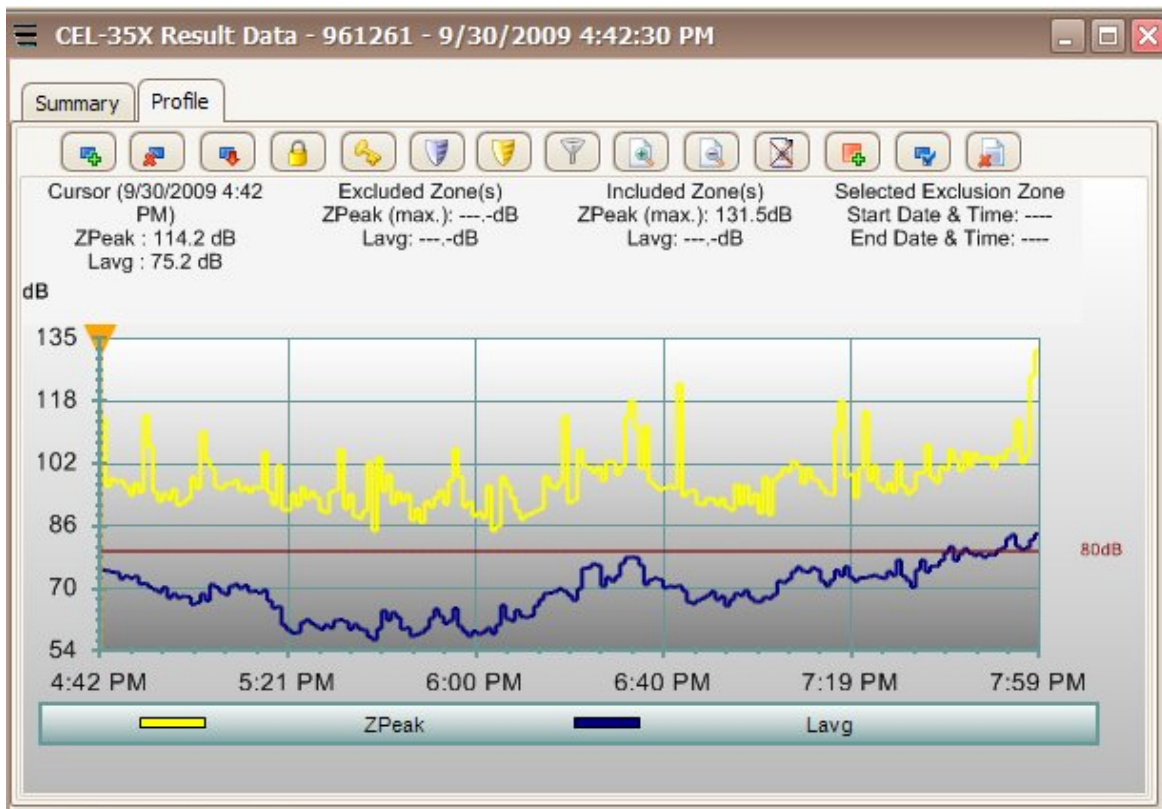 CEL-35X Result Data - 961261 - 9/30/2009 4:42:30 PM
Summary
Profile
Cursor (9/30/2009 4:42
PM)
ZPeak : 114.2 dB
Lavg : 75.2 dB
Excluded Zone(s)
ZPeak (max.): ---.-dB
Lavg: ---.-dB
Included Zone(s)
ZPeak (max.): 131.5dB
Lavg: ---.-dB
Selected Exclusion Zone
Start Date & Time: ----
End Date & Time: ----
dB
135
118
102
86
70
54
80dB
4:42 PM
5:21 PM
6:00 PM
6:40 PM
7:19 PM
7:59 PM
ZPeak
Lavg